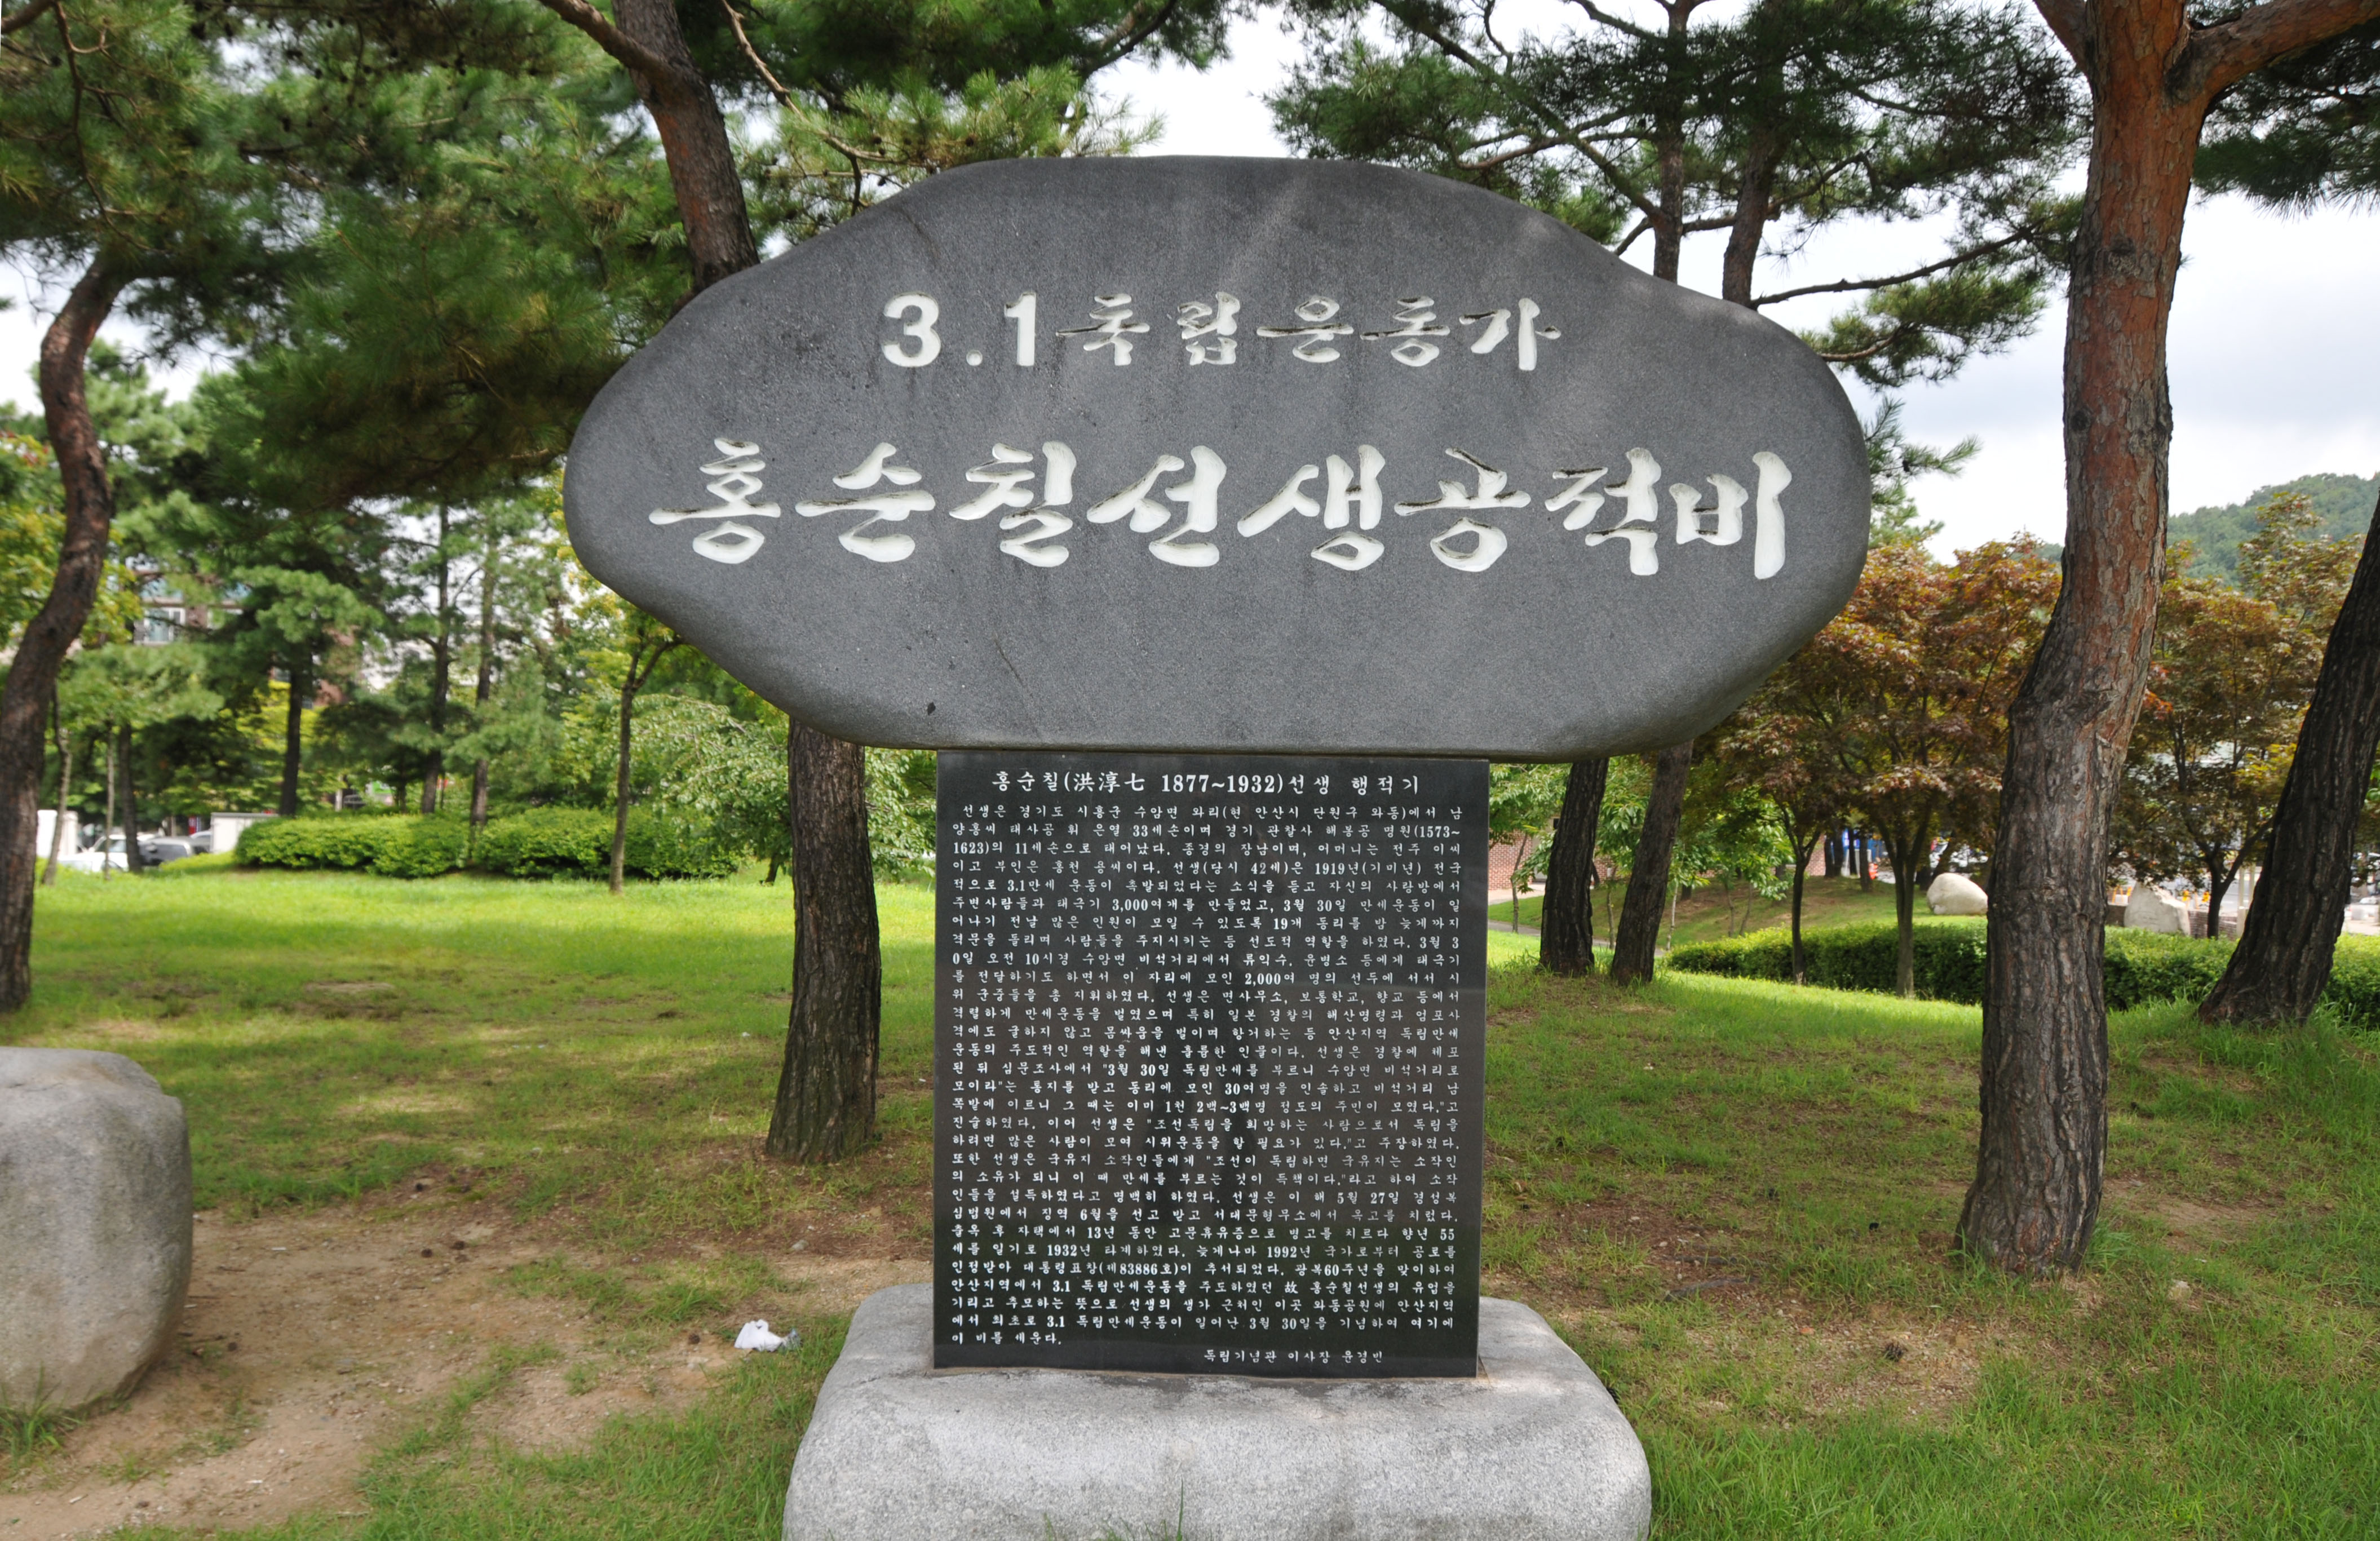 3.1독립운동가
홍순칠선생공적비
홍순칠(洪淳七 1877~1932)선생 행적기
선생은 경기도 시흥군 수암면 와리(현 안산시 단원구 와동)에서 남
양홍씨 태사공 휘 은열 33세손이며 경기 관찰사 해봉공 명원(1573~
1623)의 11세손으로 태어났다. 종경의 장남이며, 어머니는 전주 이씨
이고 부인은 홍천 용씨이다. 선생(당시 42세)은 1919년(기미년) 전국
적으로 3.1만세 운동이 촉발되었다는 소식을 듣고 자신의 사랑방에서
주변사람들과 태극기 3,000여개를 만들었고, 3월 30일 만세운동이 일
어나기 전날 많은 인원이 모일 수 있도록 19개 동리를 밤 늦게까지
격문을 돌리며 사람들을 주지시키는 등 선도적 역할을 하였다. 3월 3
0일 오전 10시경 수암면 비석거리에서 류익수, 윤병소 등에게 태극기
를 전달하기도 하면서 이 자리에 모인 2,000여 명의 선두에 서서 시
위 군중들을 총 지휘하였다. 선생은 면사무소, 보통학교, 향교 등에서
격렬하게 만세운동을 벌였으며 특히 일본 경찰의 해산명령과 엄포사
격에도 굴하지 않고 몸싸움을 벌이며 항거하는 등 안산지역 독립만세
운동의 주도적인 역할을 해낸 훌륭한 인물이다. 선생은 경찰에 체포
된 뒤 심문조사에서 "3월 30일 독립만세를 부르니 수암면 비석거리로
모이라"는 통지를 받고 동리에 모인 30여명을 인솔하고 비석거리 남
쪽밭에 이르니 그 때는 이미 1천 2백~3백명 정도의 주민이 모였다."고
진술하였다. 이어 선생은 "조선독립을 희망하는 사람으로서 독립을
하려면 많은 사람이 모여 시위운동을 할 필요가 있다."고 주장하였다.
또한 선생은 국유지 소작인들에게 "조선이 독립하면 국유지는 소작인
의 소유가 되니 이 때 만세를 부르는 것이 득책이다."라고 하여 소작
인들을 설득하였다고 명백히 하였다. 선생은 이 해 5월 27일 경성복
심법원에서 징역 6월을 선고 받고 서대문형무소에서 옥고를 치렀다.
출옥 후 자택에서 13년 동안 고문휴유증으로 병고를 치르다 향년 55
세를 일기로 1932년 타계하였다. 늦게나마 1992년 국가로부터 공로를
인정받아 대통령표창(제83886호)이 추서되었다. 광복60주년을 맞이하여
안산지역에서 3.1 독립만세운동을 주도하였던 故 홍순칠선생의 유업을
기리고 추모하는 뜻으로 선생의 생가 근처인 이곳 와동공원에 안산지역
에서 최초로 3.1 독립만세운동이 일어난 3월 30일을 기념하여 여기에
이 비를 세운다.
독립기념관 이사장 윤경빈